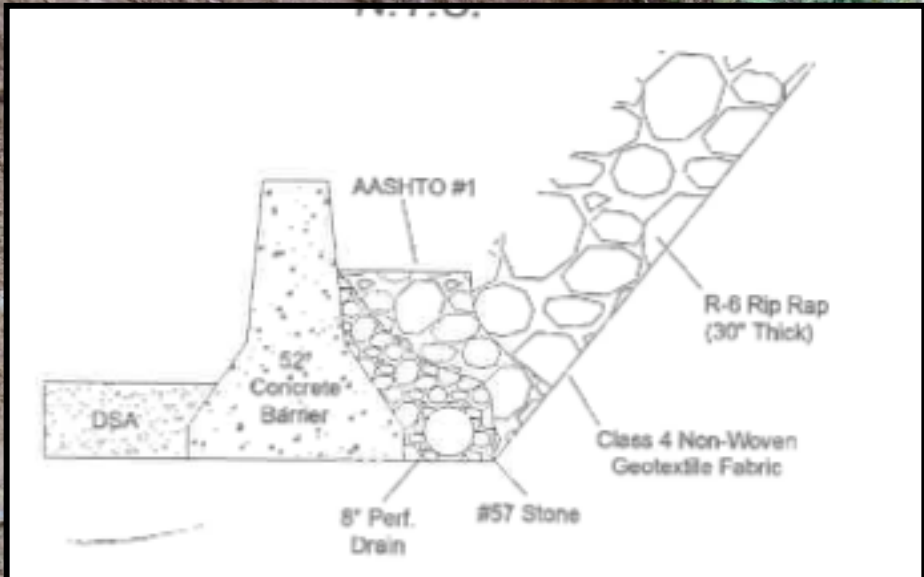 N.T.S.
AASHTO #1
R-6 Rip Rap
(30" Thick)
52"
Concrete
Barrier
DSA
Class 4 Non-Woven
Geotextile Fabric
8" Perf.
Drain
#57 Stone